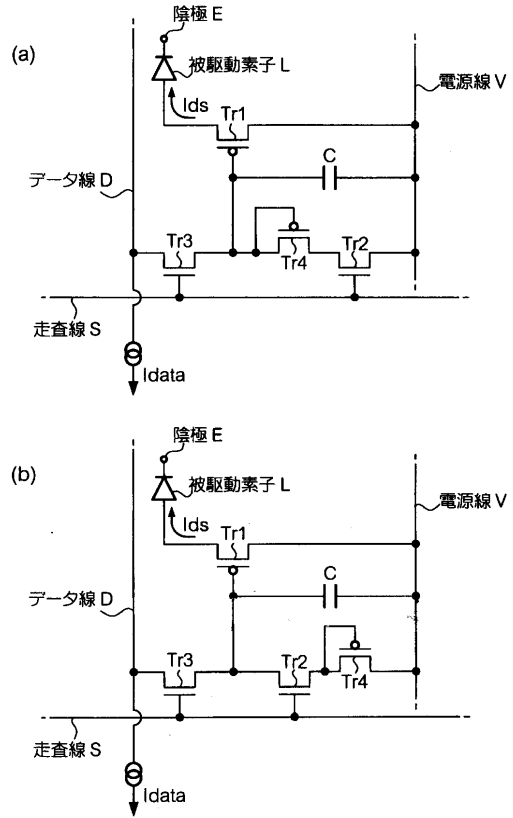 (a)
陰極 E
被駆動素子 L
電源線 V
Ids
Tr1
C
データ線 D
Tr3
Tr4
Tr2
走査線 S
Idata
(b)
陰極 E
被駆動素子 L
電源線 V
Ids
Tr1
C
データ線 D
Tr3
Tr2
Tr4
走査線 S
Idata